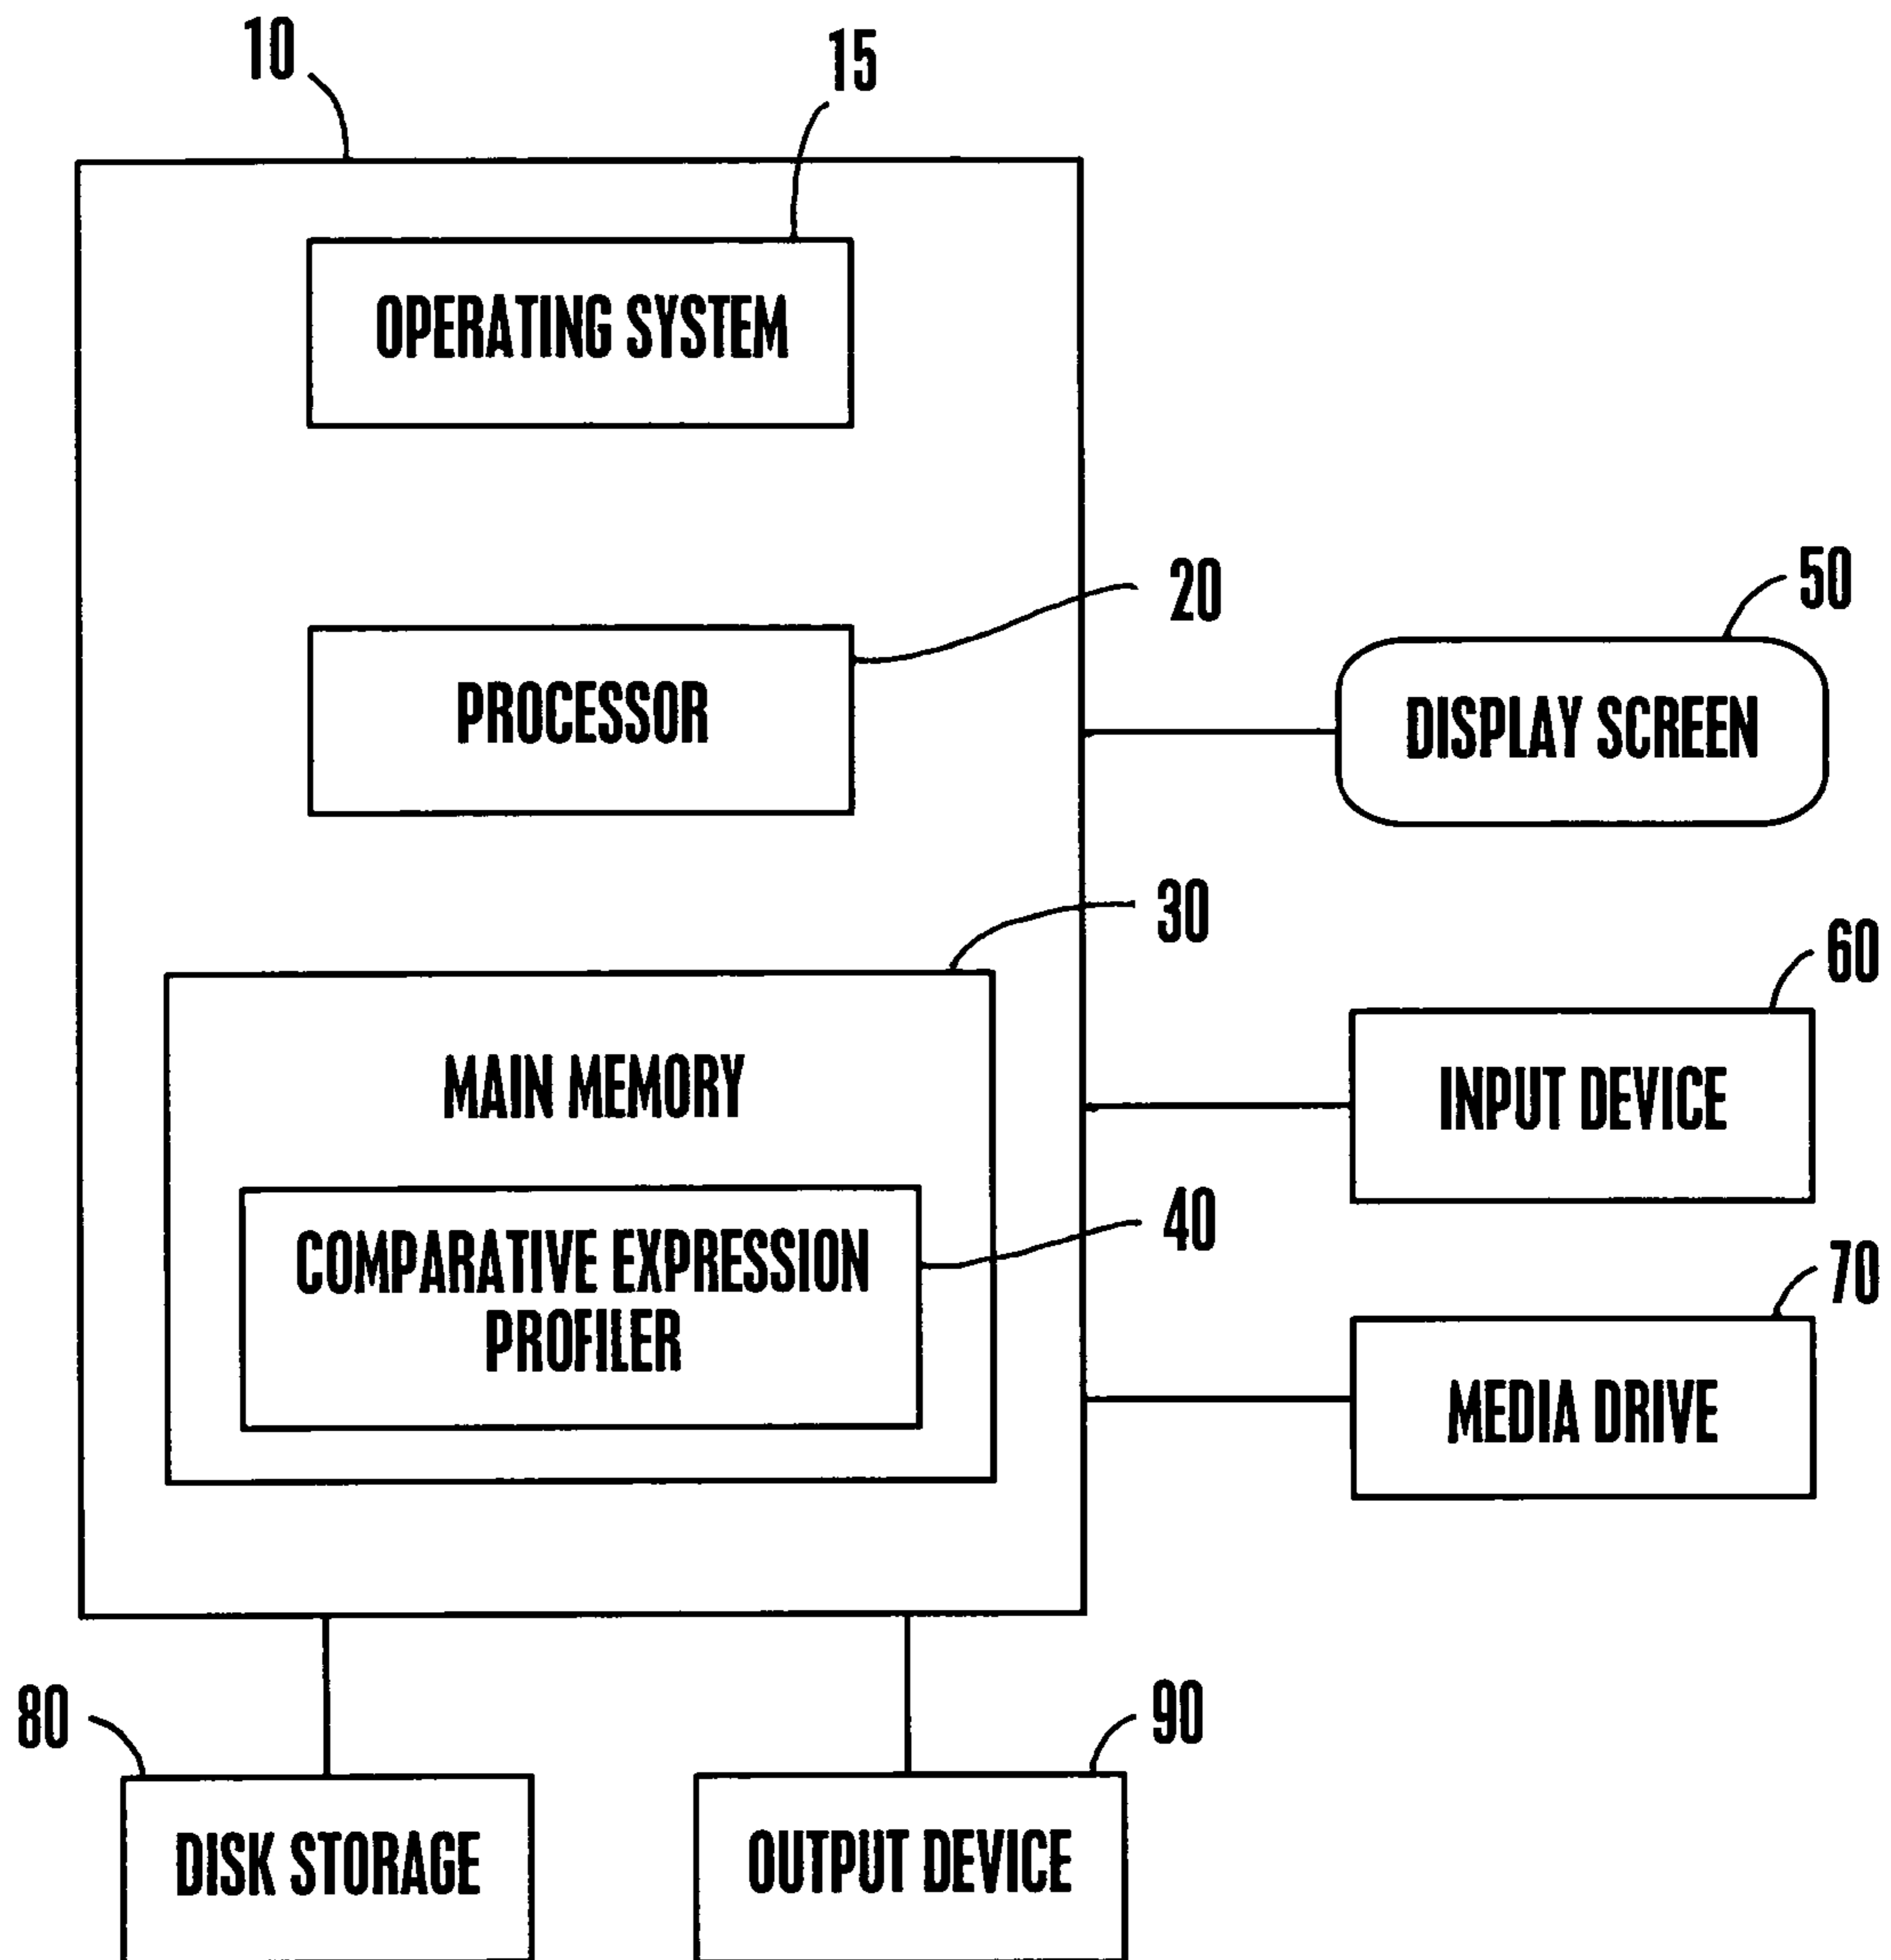 10
15
OPERATING SYSTEM
20
PROCESSOR
50
DISPLAY SCREEN
30
MAIN MEMORY
60
INPUT DEVICE
40
COMPARATIVE EXPRESSION
PROFILER
70
MEDIA DRIVE
80
DISK STORAGE
90
OUTPUT DEVICE